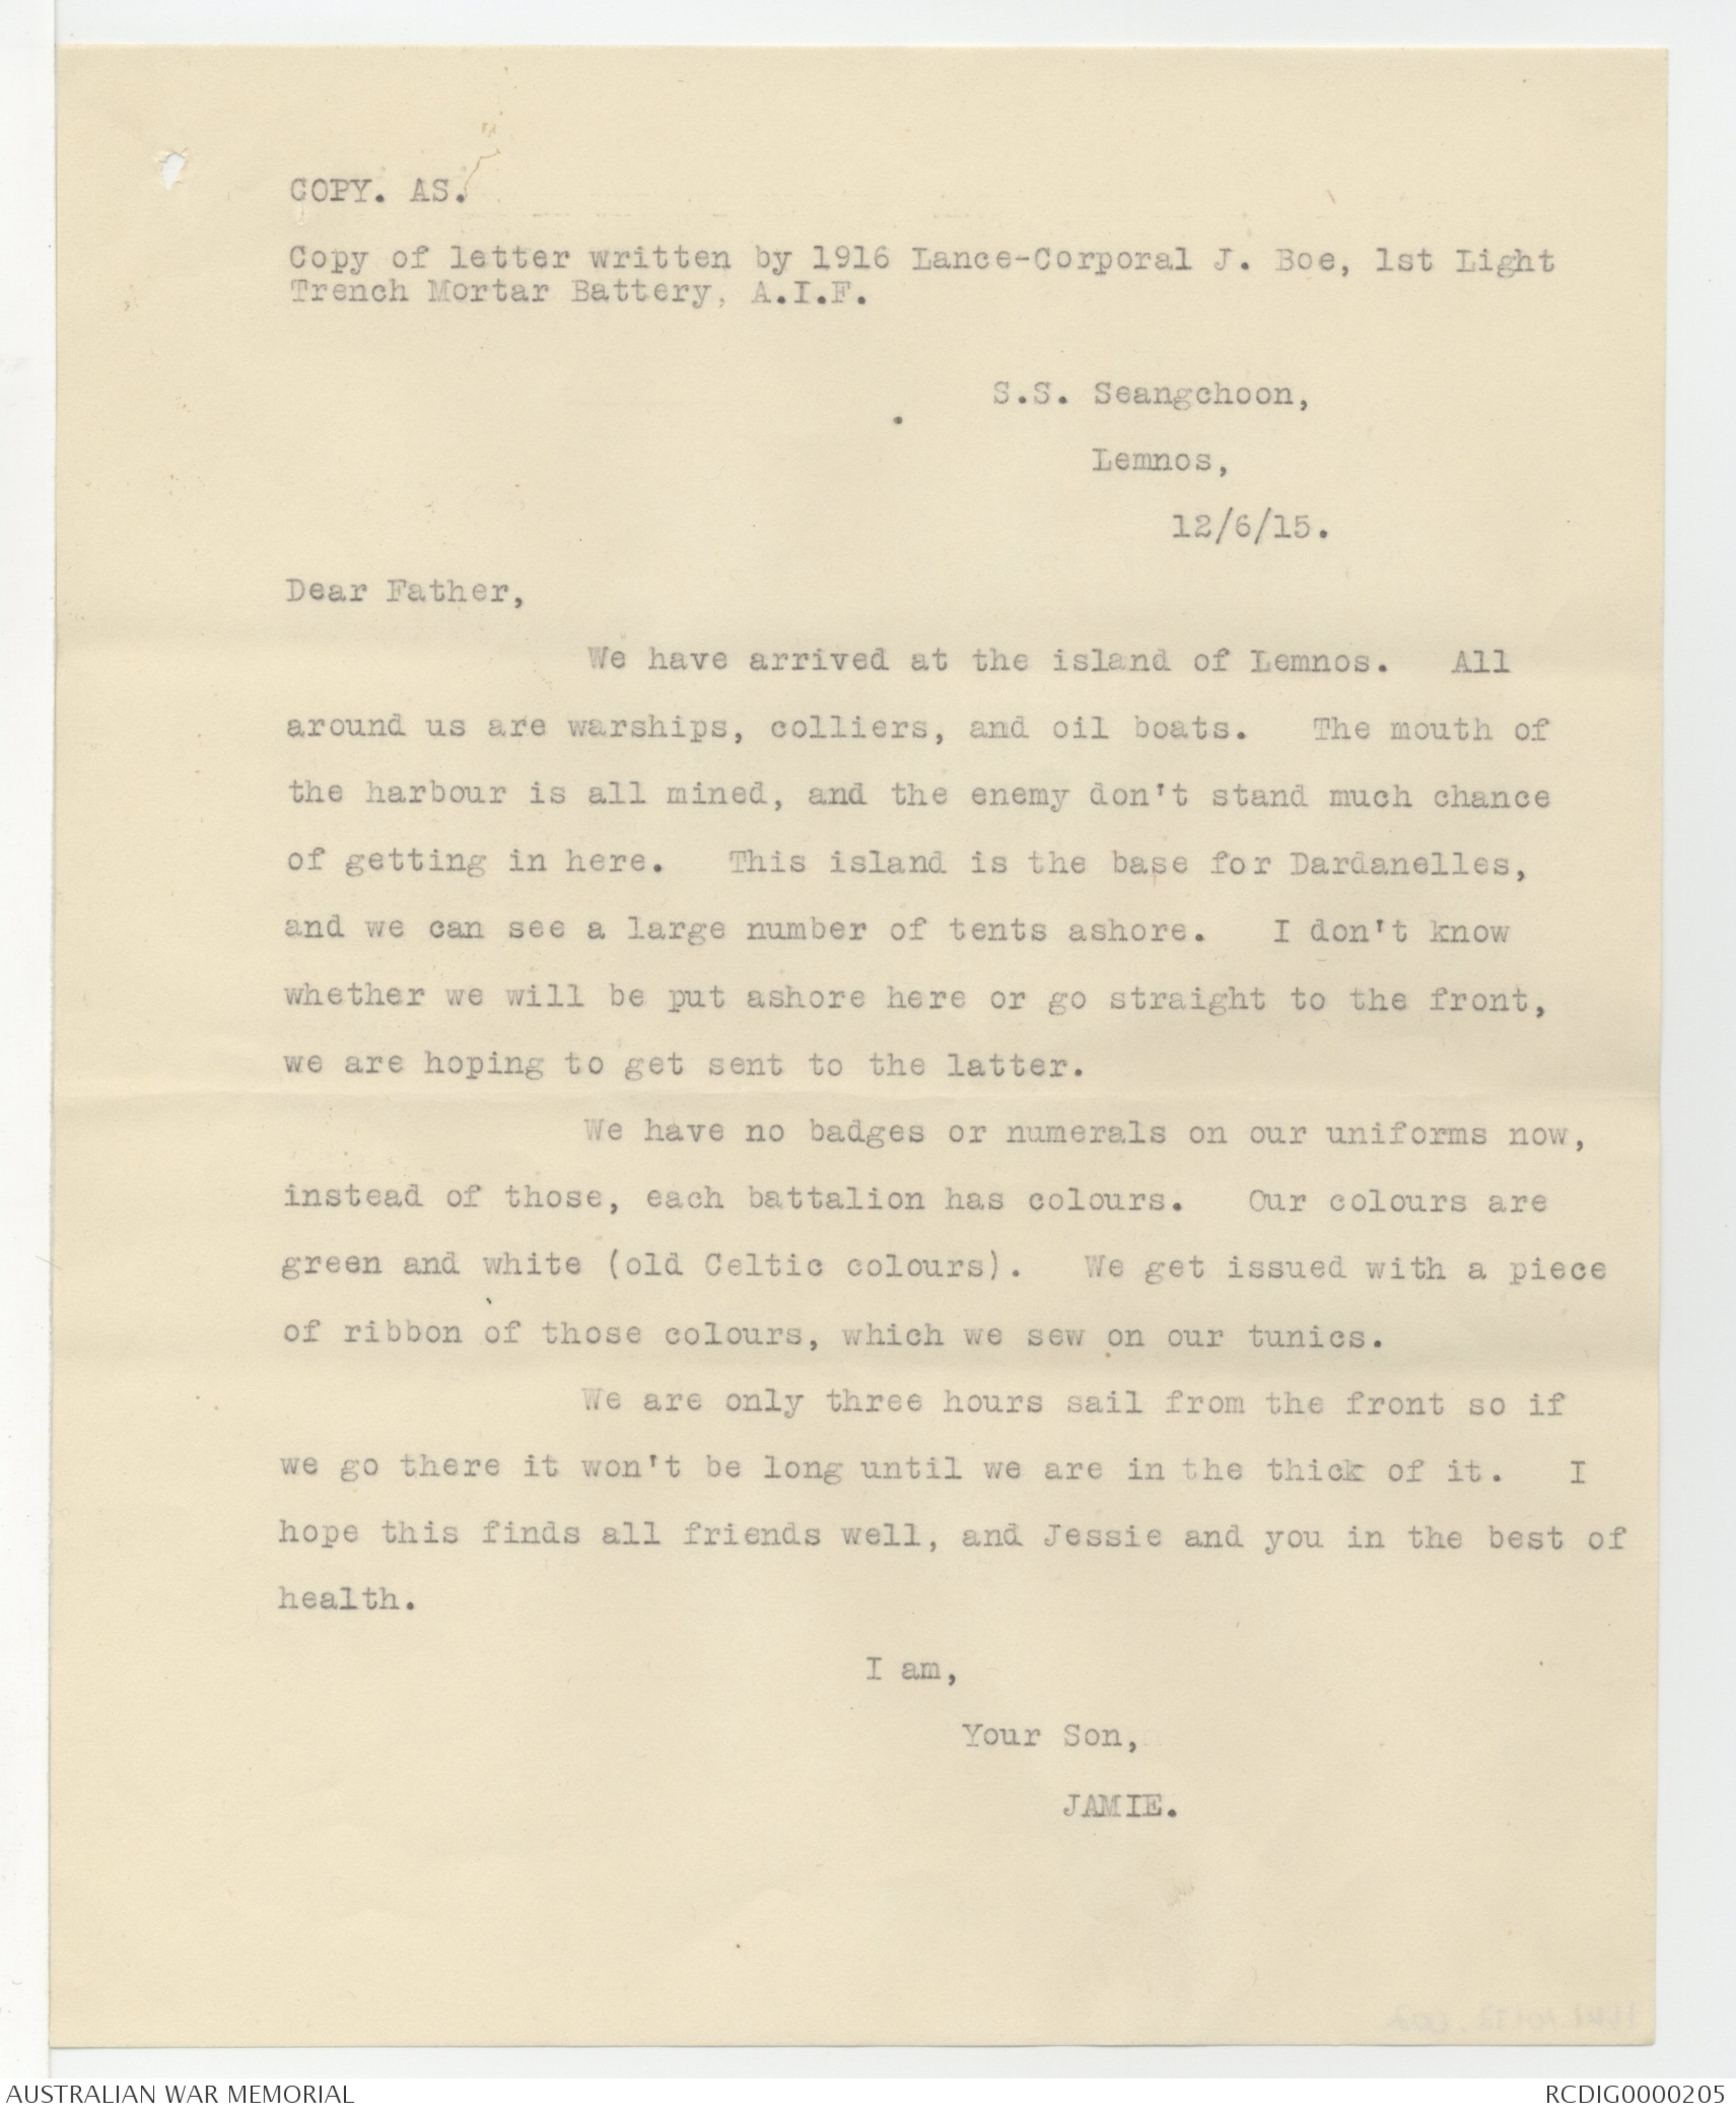 COPY. AS.
Copy of letter written by 1916 Lance-Corporal J. Boe, 1st Light
Trench Mortar Battery, A.I.F.
S.S. Seangchoon,
Lemnos,
12/6/15.
Dear Father,
We have arrived at the island of Lemnos. All
around us are warships, colliers, and oil boats. The mouth of
the harbour is all mined, and the enemy don't stand much chance
of getting in here. This island is the base for Dardanelles,
and we can see a large number of tents ashore. I don't know
whether we will be put ashore here or go straight to the front,
we are hoping to get sent to the latter.
We have no badges or numerals on our uniforms now,
instead of those, each battalion has colours. Our colours are
green and white (old Celtic colours). We get issued with a piece
of ribbon of those colours, which we sew on our tunics.
We are only three hours sail from the front so if
we go there it won't be long until we are in the thick of it. I
hope this finds all friends well, and Jessie and you in the best of
health.
I am,
Your Son,
JAMIE.
AUSTRALIAN WAR MEMORIAL
RCDIG0000205